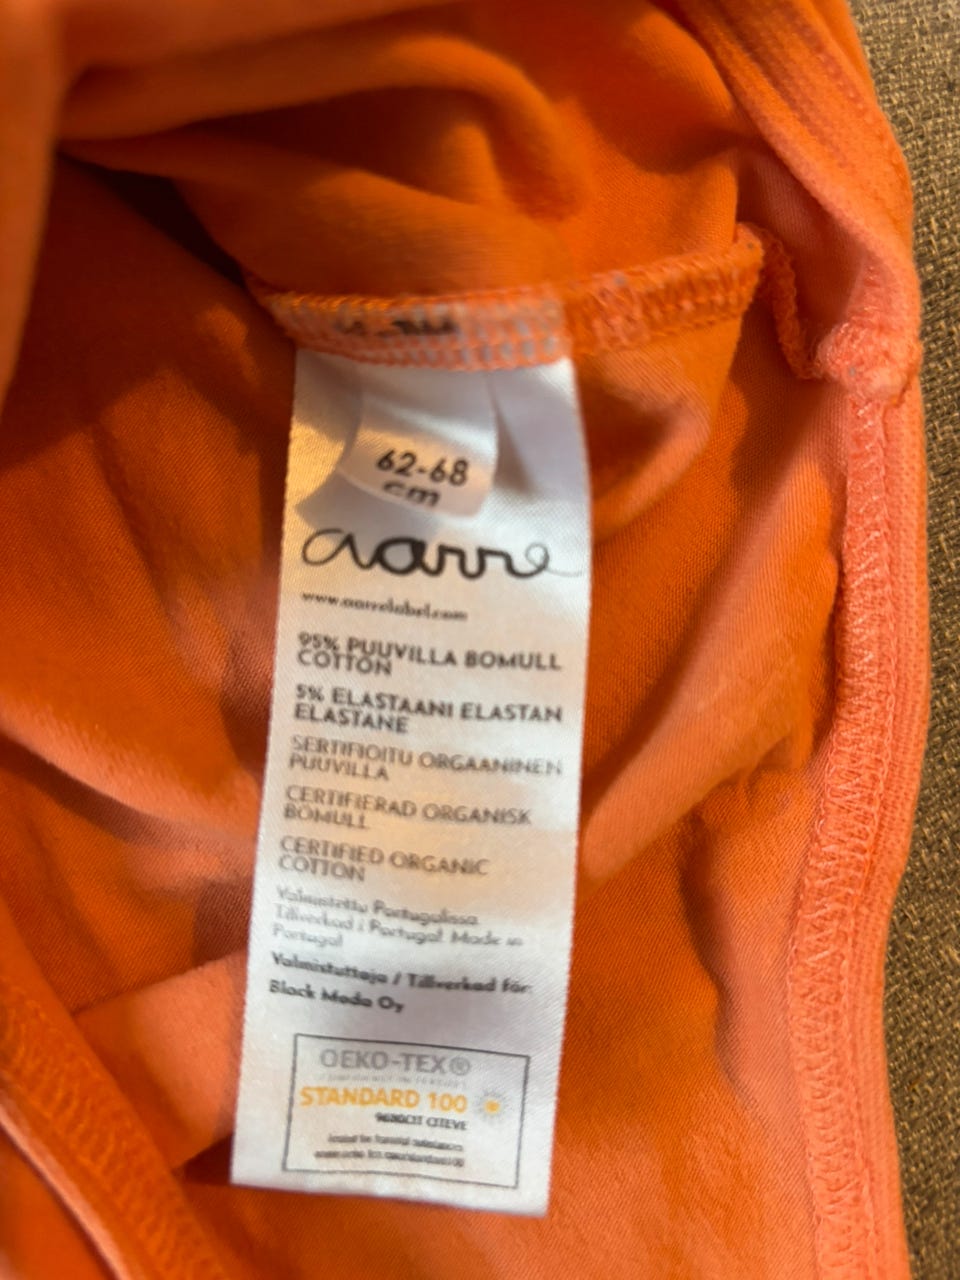 62-68
cm
aarre
www.aarrelabel.com
95% PUUVILLA BOMULL
COTTON
5% ELASTAANI ELASTAN
ELASTANE
SERTIFIOITU ORGAANINEN
PUUVILLA
CERTIFIERAD ORGANISK
BOMULL
CERTIFIED ORGANIC
COTTON
Valmistettu Portugalissa
Tillverkad i Portugal Made in
Portugal
Valmistuttaja / Tillverkad för:
Black Moda Oy
OEKO-TEX®
STANDARD 100
CITEVE